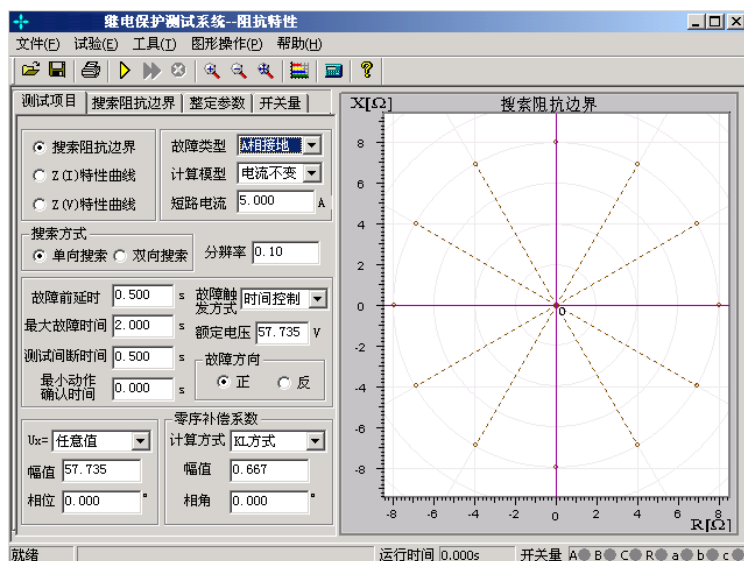 继电保护测试系统--阻抗特性
文件(F) 试验(E) 工具(T) 图形操作(P) 帮助(H)
测试项目 搜索阻抗边界 整定参数 开关量
搜索阻抗边界
Z(I)特性曲线
Z(V)特性曲线
故障类型 A相接地
计算模型 电流不变
短路电流 5.000 A
搜索方式
单向搜索 双向搜索
分辨率 0.10
故障前延时 0.500 s
最大故障时间 2.000 s
测试间断时间 0.500 s
最小动作
确认时间 0.000 s
故障触
发方式 时间控制
额定电压 57.735 V
故障方向
正 反
Ux= 任意值
幅值 57.735
相位 0.000 °
零序补偿系数
计算方式 KL方式
幅值 0.667
相角 0.000 °
X[Ω] 搜索阻抗边界
8
6
4
2
0
-2
-4
-6
-8
0
-8 -6 -4 -2 0 2 4 6 8
R[Ω]
就绪 运行时间 0.000s 开关量 A B C R a b c